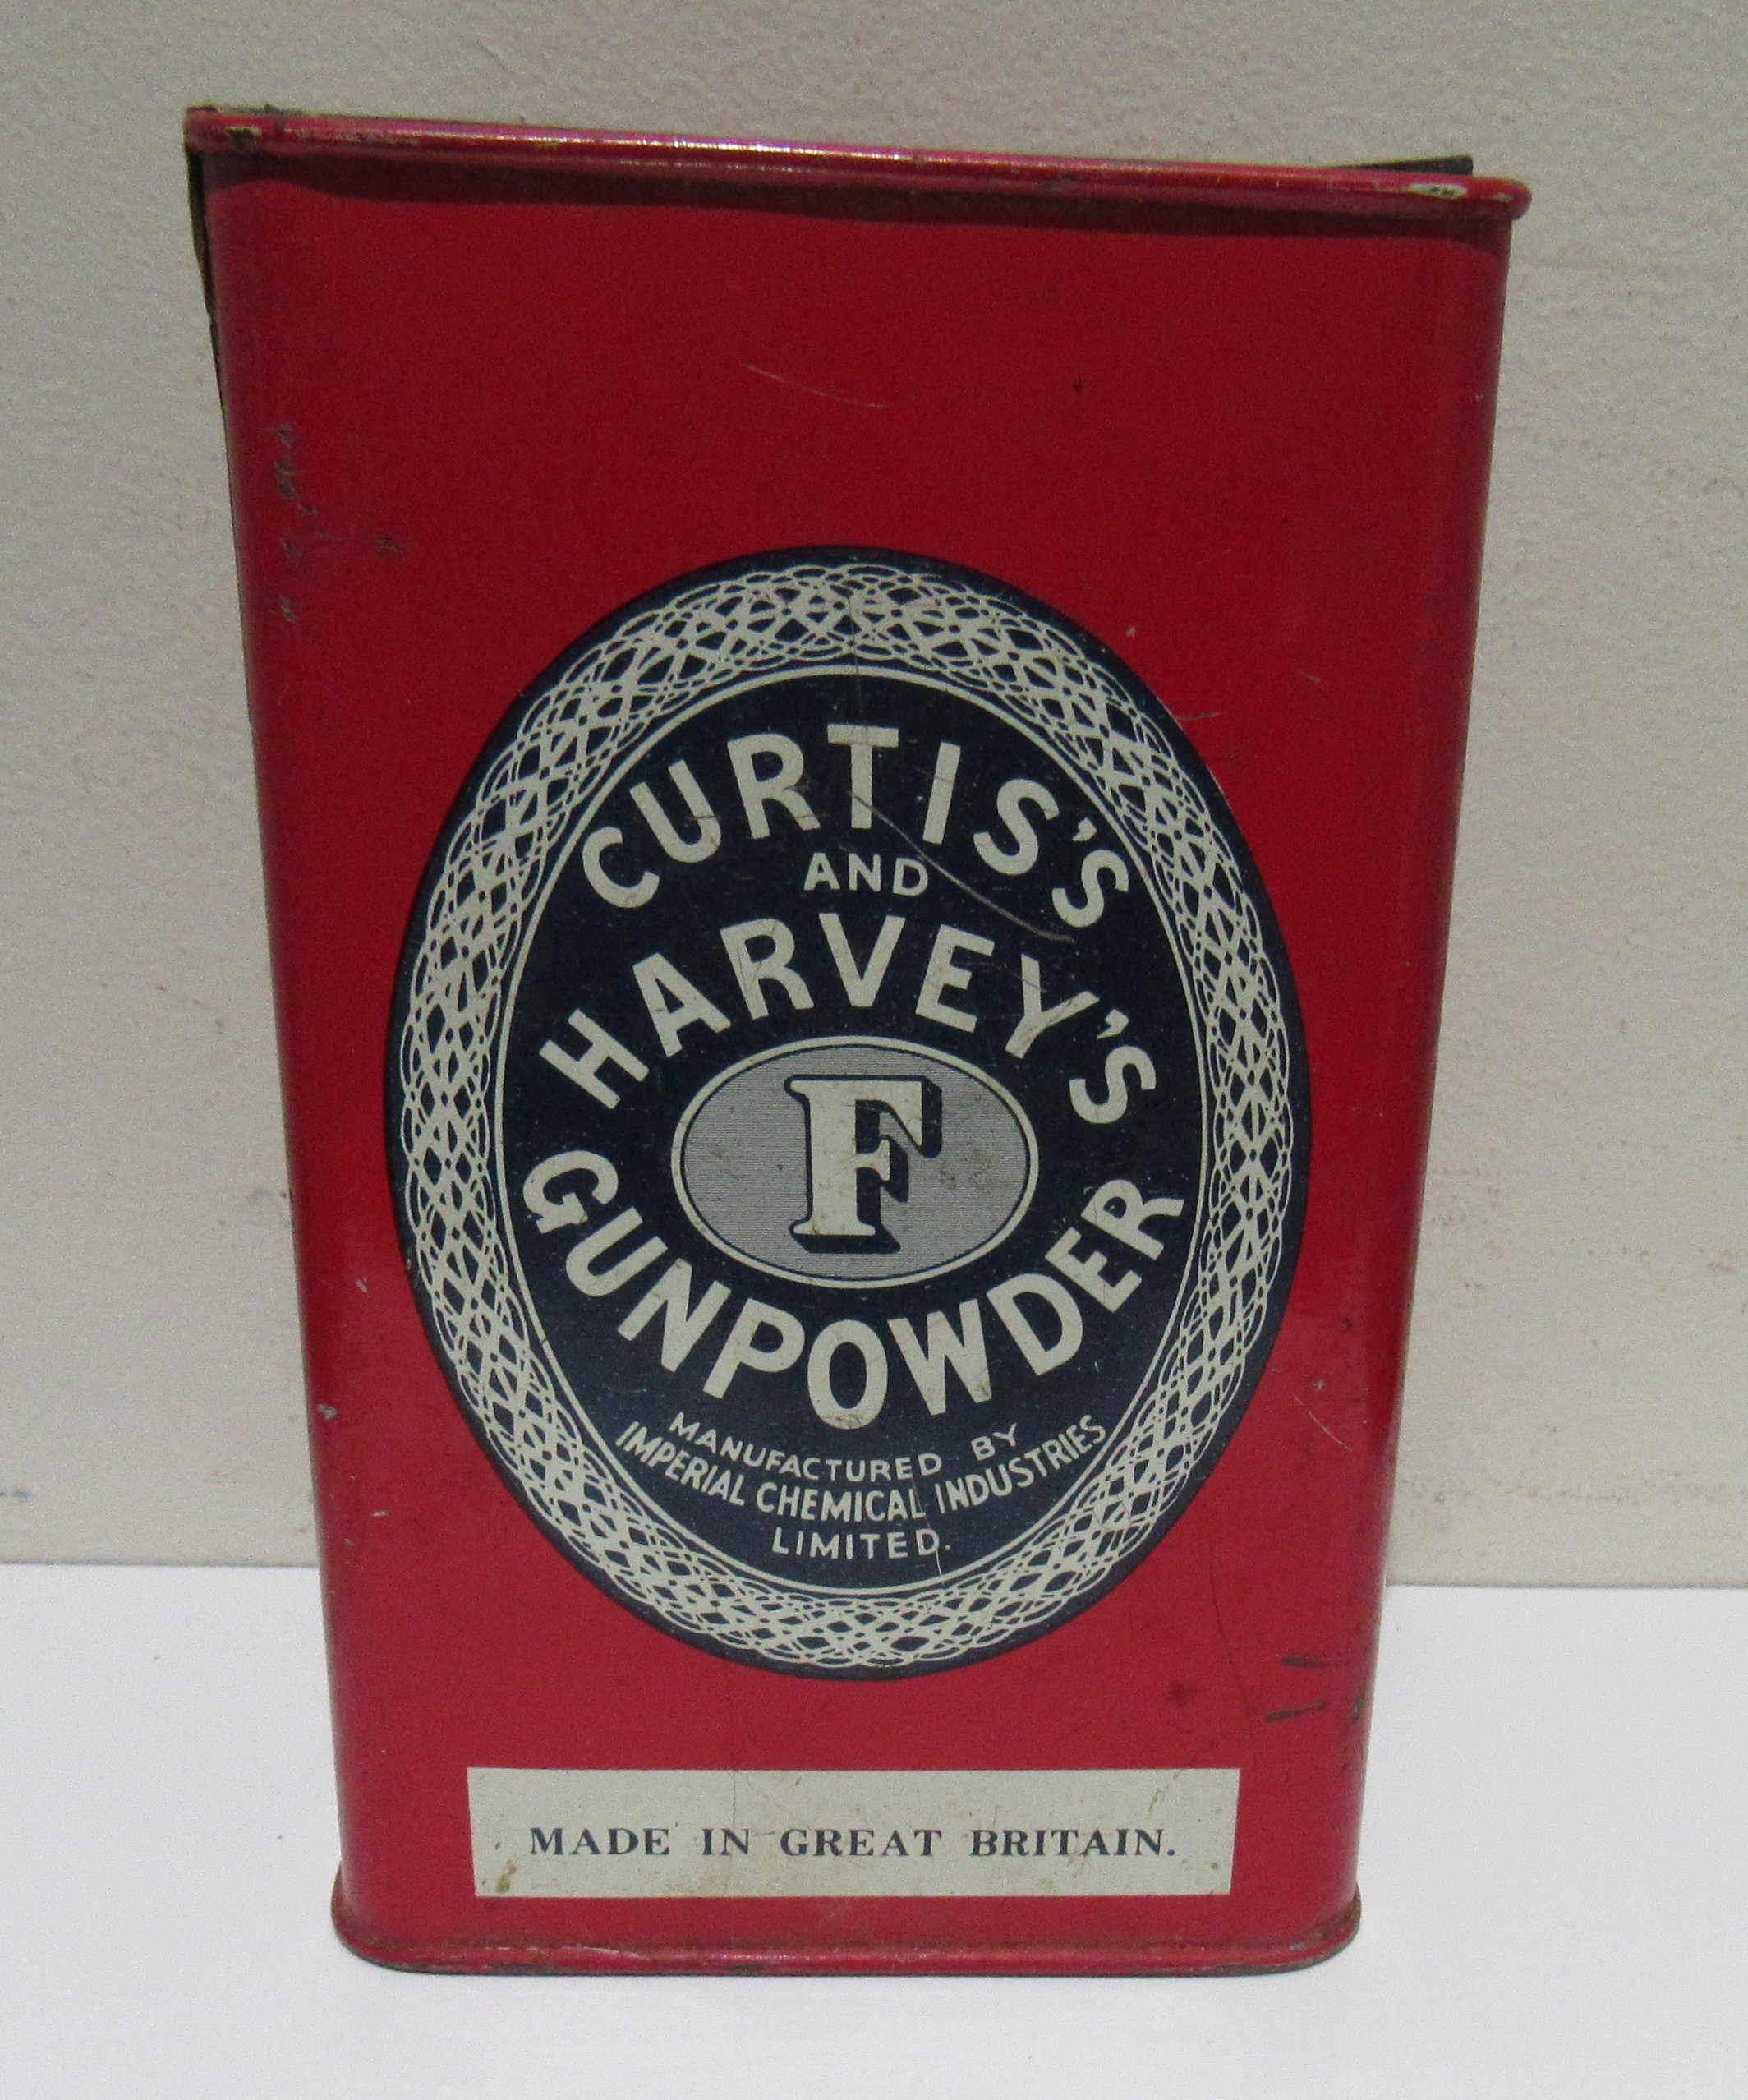 CURTIS'S
AND
HARVEY'S
F
GUNPOWDER
MANUFACTURED BY
IMPERIAL CHEMICAL INDUSTRIES
LIMITED.
MADE IN GREAT BRITAIN.